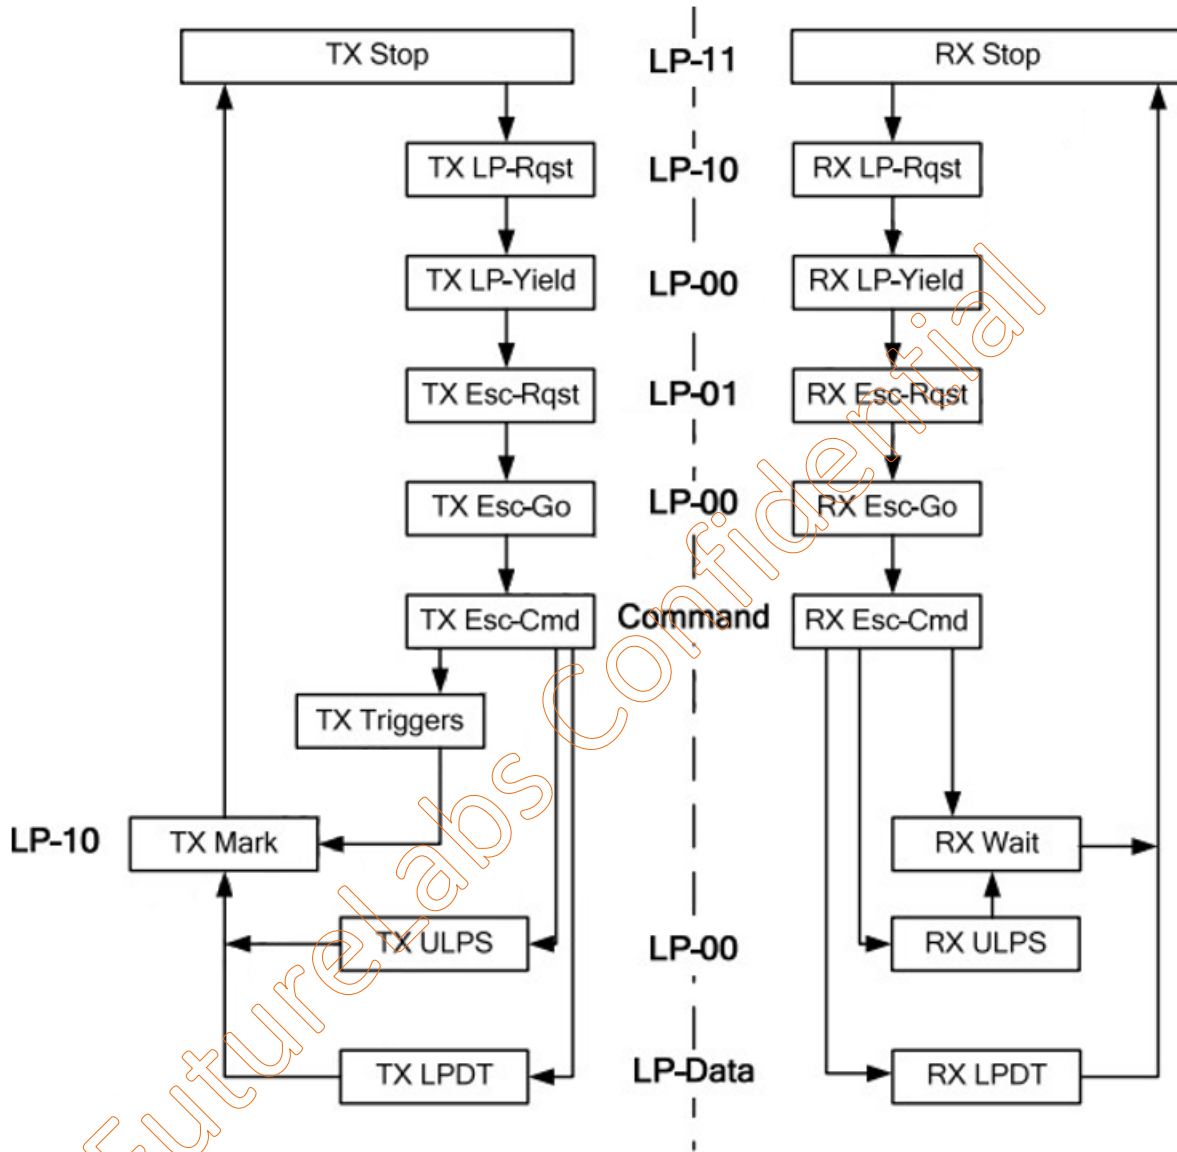 TX Stop LP-11 RX Stop
TX LP-Rqst LP-10 RX LP-Rqst
TX LP-Yield LP-00 RX LP-Yield
TX Esc-Rqst LP-01 RX Esc-Rqst
TX Esc-Go LP-00 RX Esc-Go
TX Esc-Cmd Command RX Esc-Cmd
TX Triggers
LP-10 TX Mark RX Wait
TX ULPS LP-00 RX ULPS
TX LPDT LP-Data RX LPDT
FutureLabs Confidential